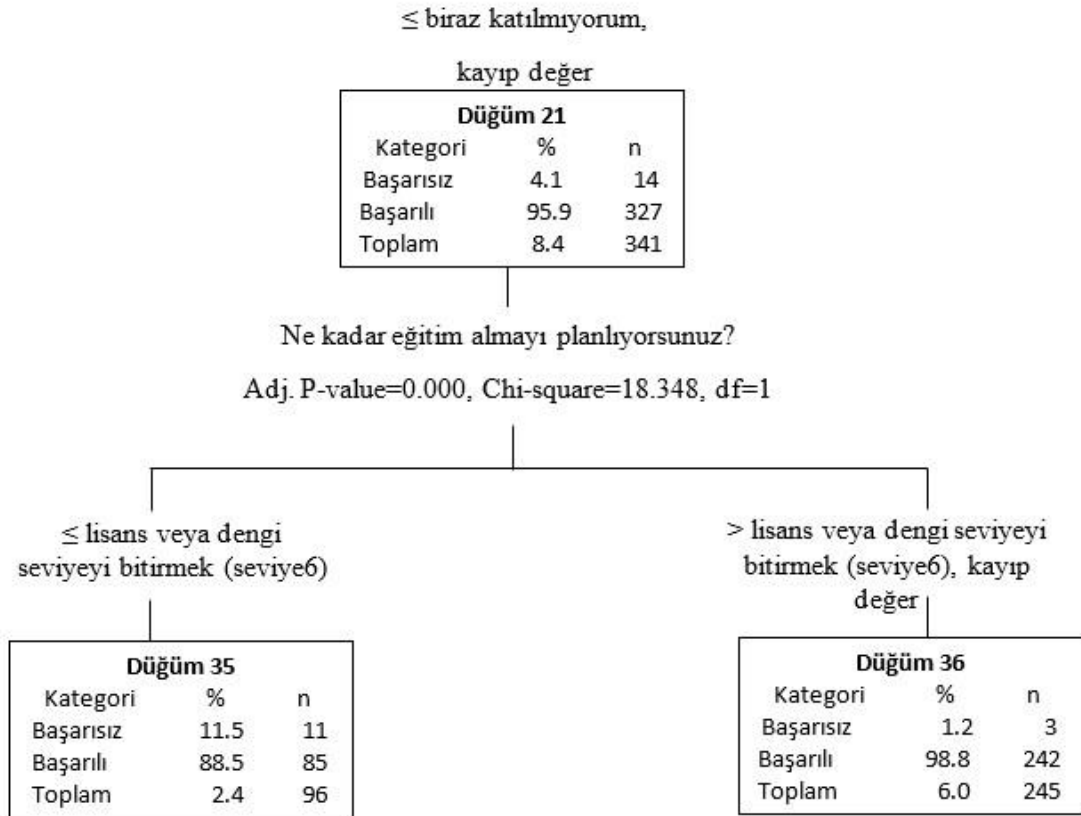 ≤ biraz katılmıyorum,
kayıp değer
Düğüm 21
Kategori % n
Başarısız 4.1 14
Başarılı 95.9 327
Toplam 8.4 341
Ne kadar eğitim almayı planlıyorsunuz?
Adj. P-value=0.000, Chi-square=18.348, df=1
≤ lisans veya dengi
seviyeyi bitirmek (seviye6)
Düğüm 35
Kategori % n
Başarısız 11.5 11
Başarılı 88.5 85
Toplam 2.4 96
> lisans veya dengi seviyeyi
bitirmek (seviye6), kayıp
değer
Düğüm 36
Kategori % n
Başarısız 1.2 3
Başarılı 98.8 242
Toplam 6.0 245